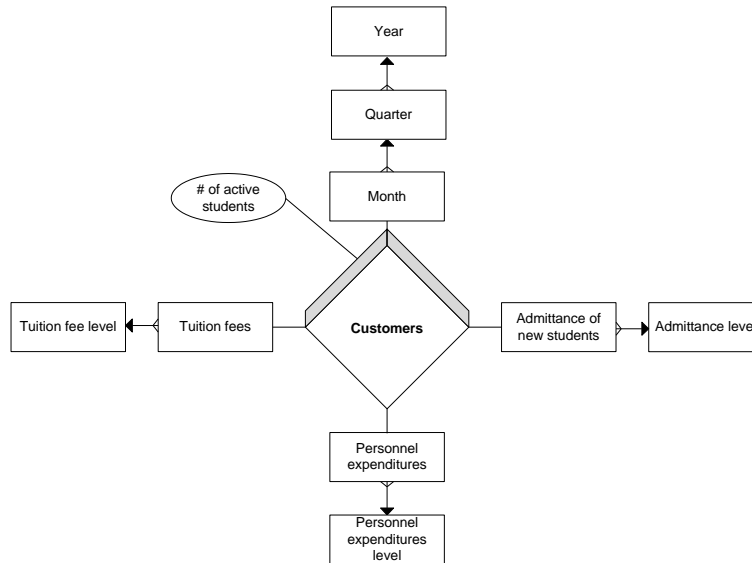 Year
Quarter
Month
# of active
students
Tuition fee level
Tuition fees
Customers
Admittance of
new students
Admittance level
Personnel
expenditures
Personnel
expenditures
level